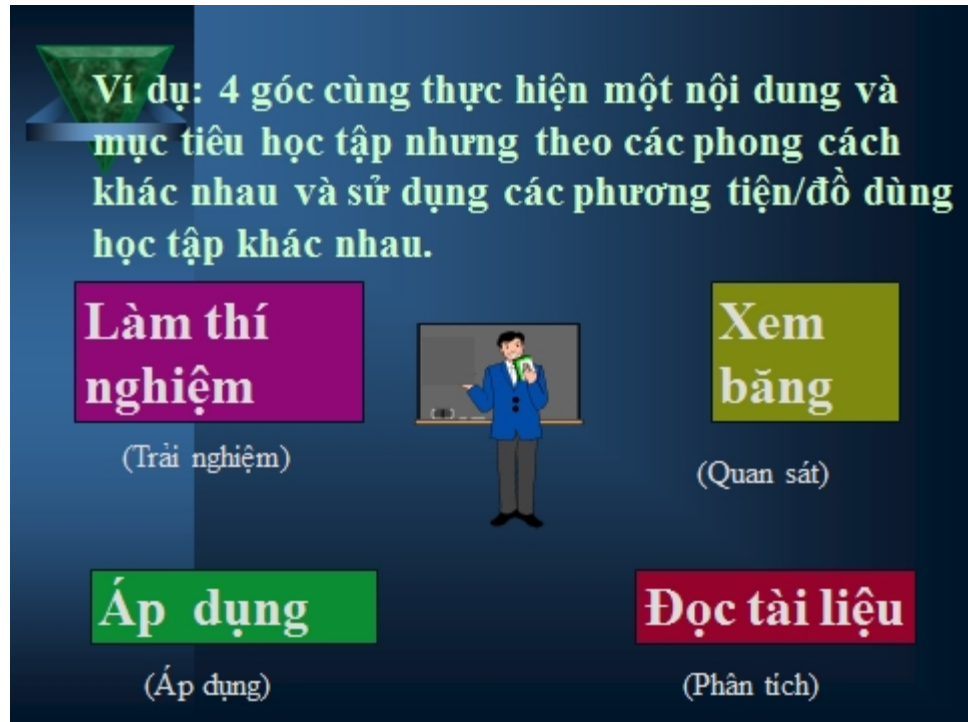 Ví dụ: 4 góc cùng thực hiện một nội dung và
mục tiêu học tập nhưng theo các phong cách
khác nhau và sử dụng các phương tiện/đồ dùng
học tập khác nhau.
Làm thí
nghiệm
(Trải nghiệm)
Xem
băng
(Quan sát)
Áp dụng
(Áp dụng)
Đọc tài liệu
(Phân tích)